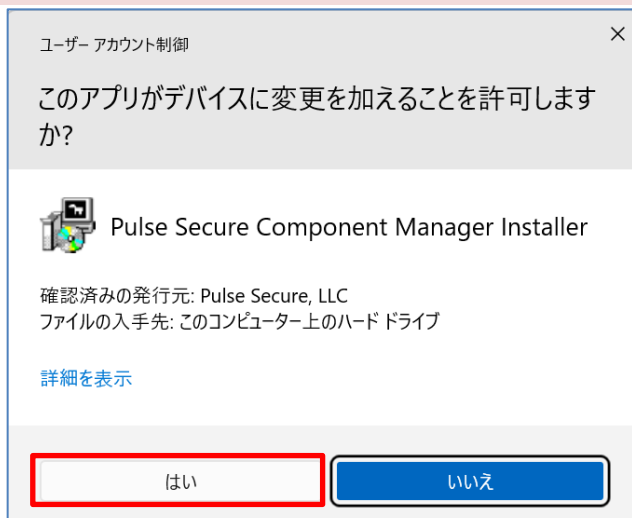 ユーザー アカウント制御
このアプリがデバイスに変更を加えることを許可します
か?
Pulse Secure Component Manager Installer
確認済みの発行元: Pulse Secure, LLC
ファイルの入手先: このコンピューター上のハード ドライブ
詳細を表示
はい
いいえ